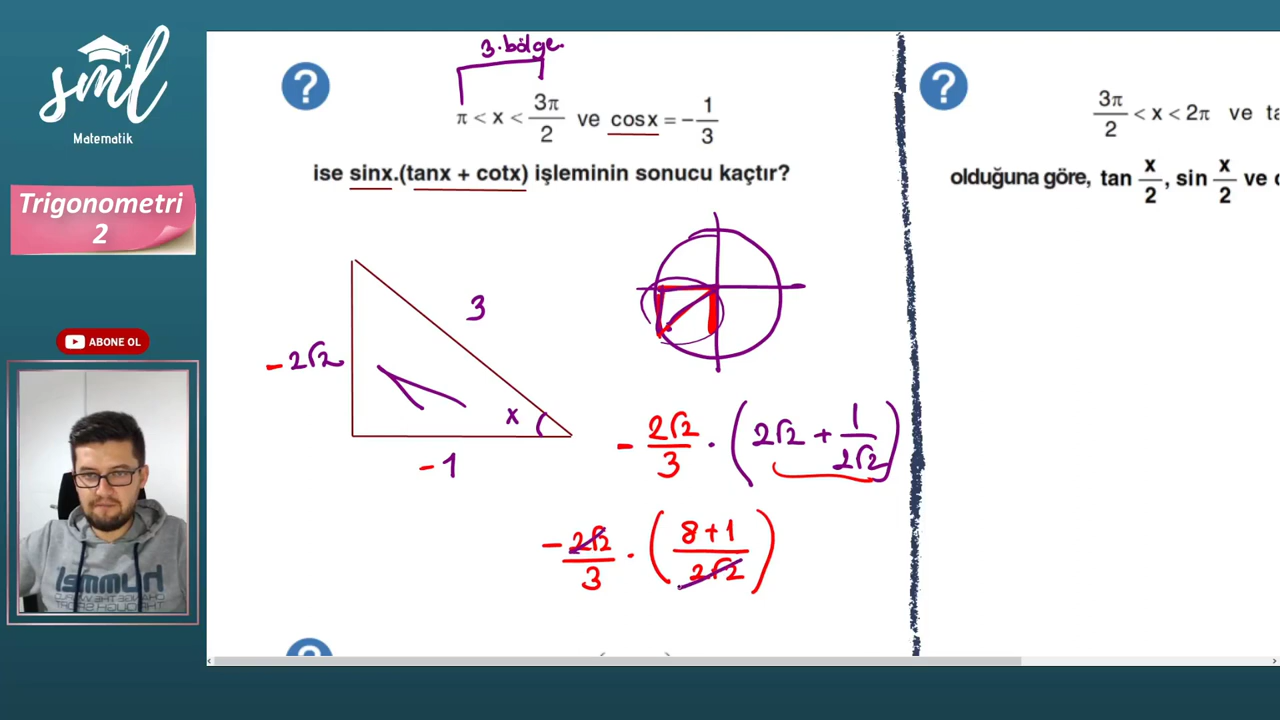 sml
Matematik
Trigonometri
2
ABONE OL
3.bölge
π < x < 3π/2 ve cosx = -1/3
ise sinx.(tanx + cotx) işleminin sonucu kaçtır?
3
-2√2
x
-1
- 2√2/3 · (2√2 + 1/2√2)
- 2√2/3 · (8+1/2√2)
?
3π/2 < x < 2π ve ta
olduğuna göre, tan x/2, sin x/2 ve c
?
?